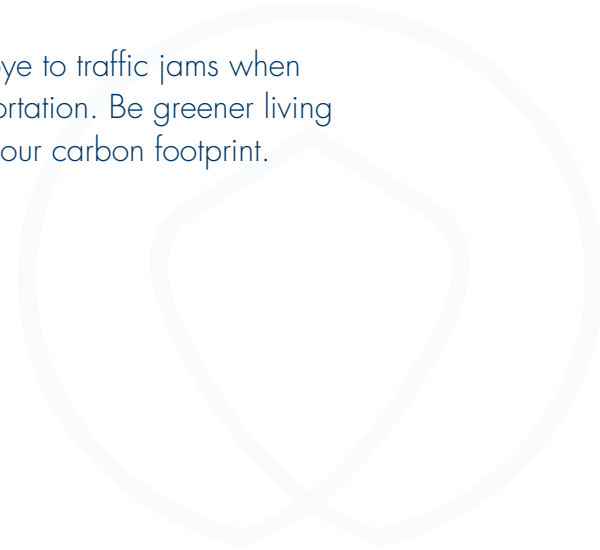 ye to traffic jams when
ortation. Be greener living
our carbon footprint.